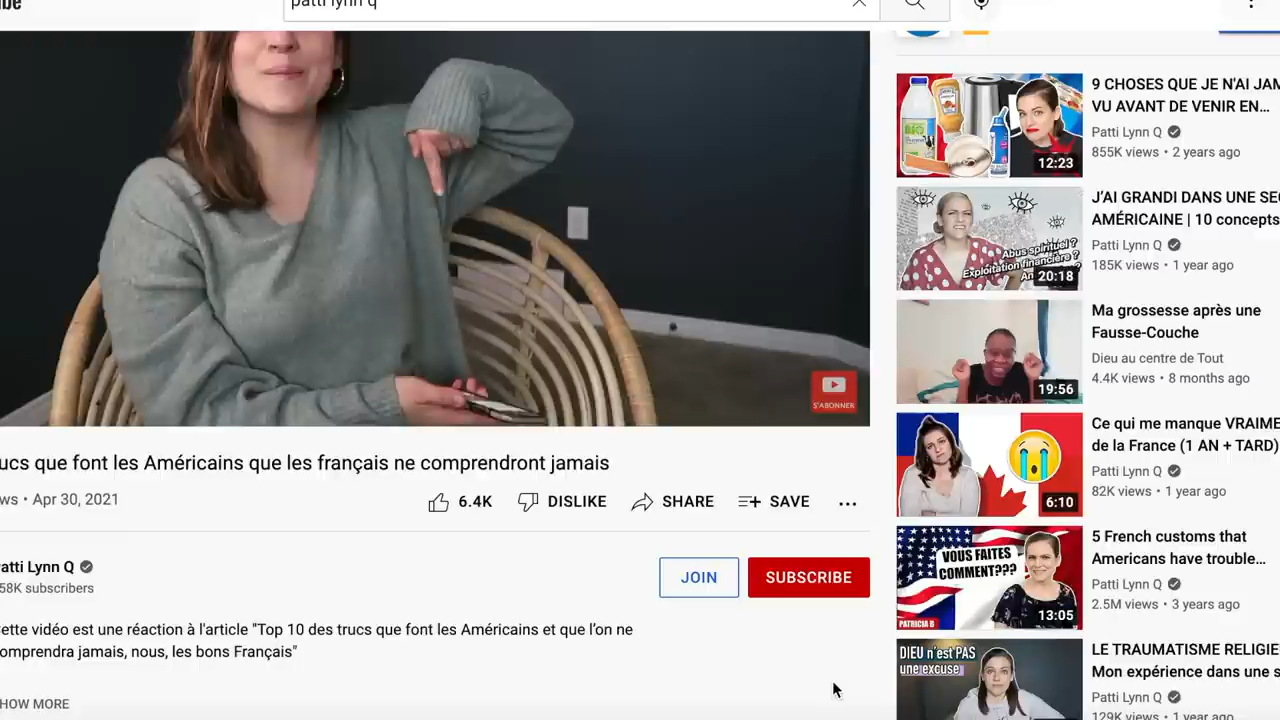 patti lynn q
S'ABONNER
ucs que font les Américains que les français ne comprendront jamais
ws • Apr 30, 2021
6.4K
DISLIKE
SHARE
SAVE
atti Lynn Q
58K subscribers
JOIN
SUBSCRIBE
ette vidéo est une réaction à l'article "Top 10 des trucs que font les Américains et que l'on ne
omprendra jamais, nous, les bons Français"
HOW MORE
12:23
9 CHOSES QUE JE N'AI JAM
VU AVANT DE VENIR EN...
Patti Lynn Q
855K views • 2 years ago
Abus spirituel ?
Exploitation financière ?
An
20:18
J'AI GRANDI DANS UNE SE
AMÉRICAINE | 10 concepts
Patti Lynn Q
185K views • 1 year ago
19:56
Ma grossesse après une
Fausse-Couche
Dieu au centre de Tout
4.4K views • 8 months ago
6:10
Ce qui me manque VRAIME
de la France (1 AN + TARD)
Patti Lynn Q
82K views • 1 year ago
VOUS FAITES
COMMENT???
PATRICIA B
13:05
5 French customs that
Americans have trouble...
Patti Lynn Q
2.5M views • 3 years ago
DIEU n'est PAS
une excuse
LE TRAUMATISME RELIGIE
Mon expérience dans une s
Patti Lynn Q
129K views • 1 year ago